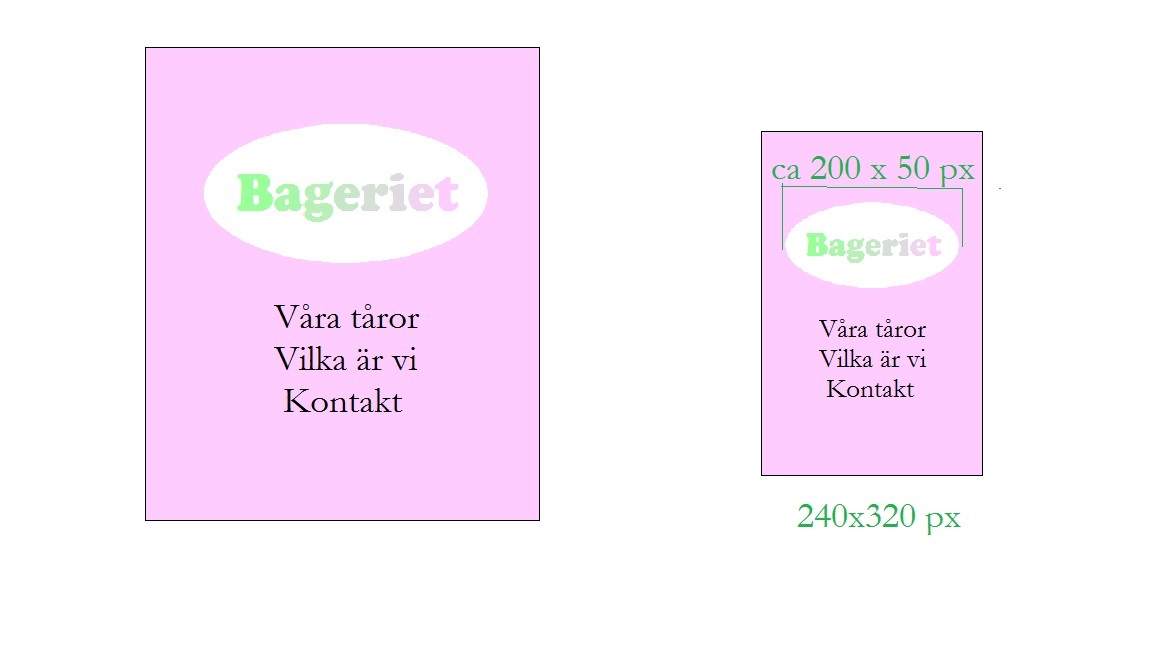 Bageriet
Våra tåror
Vilka är vi
Kontakt
ca 200 x 50 px
Bageriet
Våra tåror
Vilka är vi
Kontakt
240x320 px